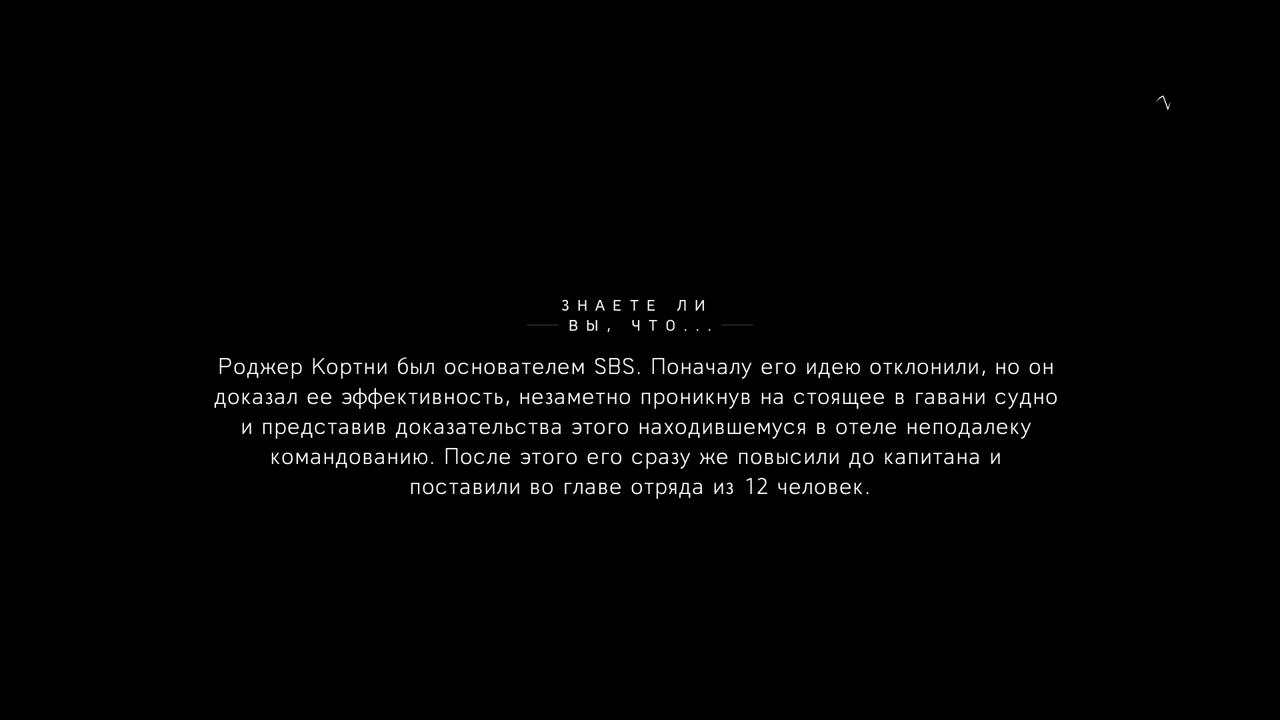 ЗНАЕТЕ ЛИ
ВЫ, ЧТО...
Роджер Кортни был основателем SBS. Поначалу его идею отклонили, но он
доказал ее эффективность, незаметно проникнув на стоящее в гавани судно
и представив доказательства этого находившемуся в отеле неподалеку
командованию. После этого его сразу же повысили до капитана и
поставили во главе отряда из 12 человек.